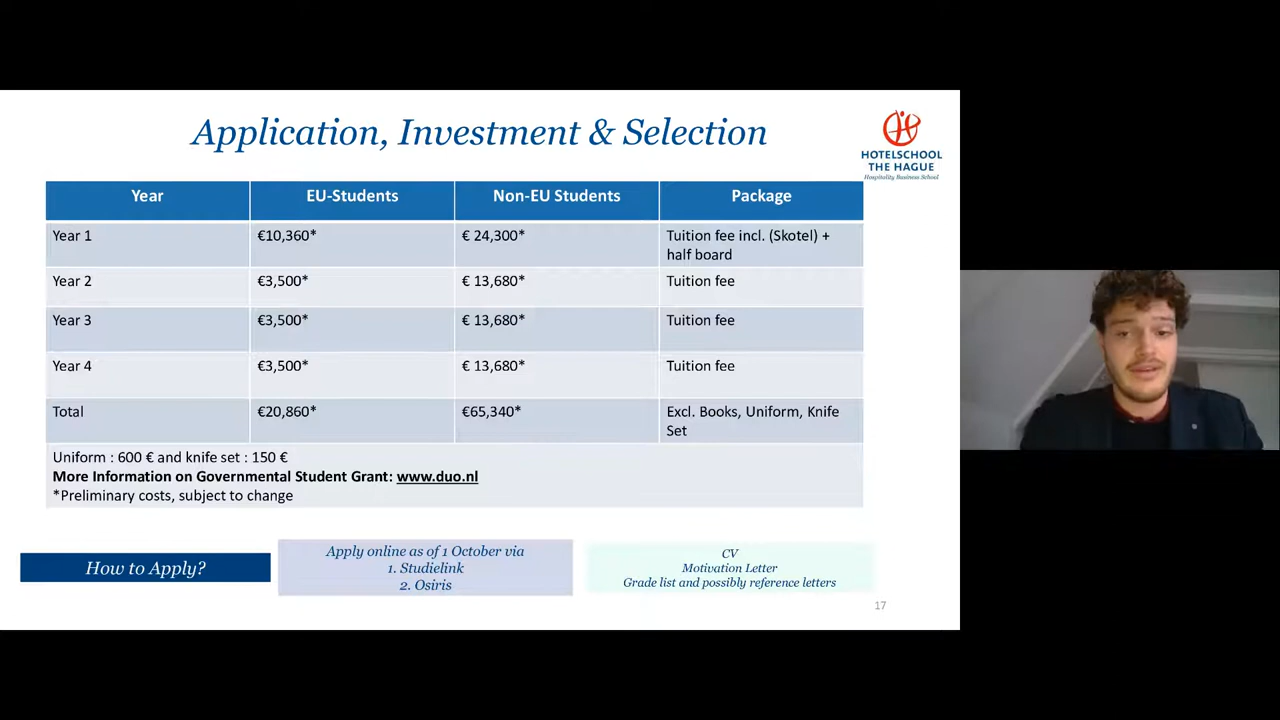 Application, Investment & Selection
HOTELSCHOOL
THE HAGUE
Hospitality Business School
Year EU-Students Non-EU Students Package
Year 1 €10,360* € 24,300* Tuition fee incl. (Skotel) +
half board
Year 2 €3,500* € 13,680* Tuition fee
Year 3 €3,500* € 13,680* Tuition fee
Year 4 €3,500* € 13,680* Tuition fee
Total €20,860* €65,340* Excl. Books, Uniform, Knife
Set
Uniform : 600 € and knife set : 150 €
More Information on Governmental Student Grant: www.duo.nl
*Preliminary costs, subject to change
How to Apply?
Apply online as of 1 October via
1. Studielink
2. Osiris
CV
Motivation Letter
Grade list and possibly reference letters
17